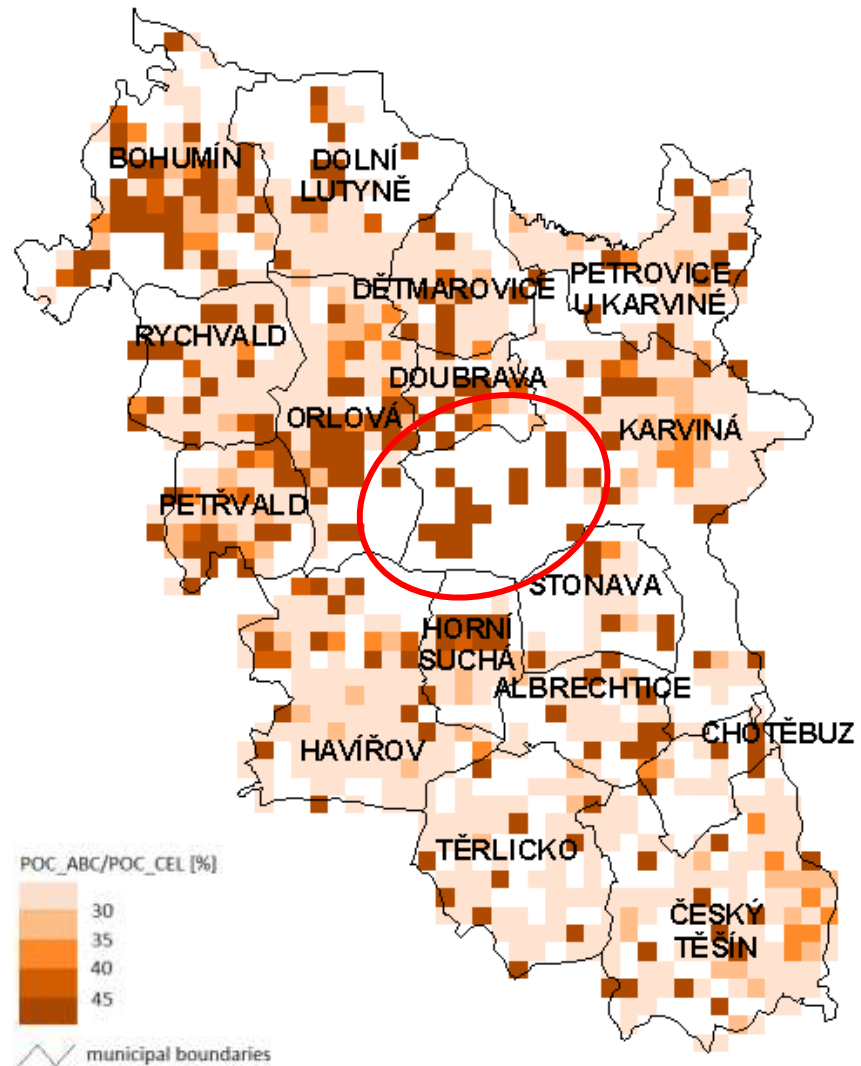 BOHUMÍN
DOLNÍ
LUTYNĚ
DĚTMAROVICE
PETROVICE
U KARVINÉ
RYCHVALD
DOUBRAVA
ORLOVÁ
KARVINÁ
PETŘVALD
STONAVA
HORNÍ
SUCHÁ
ALBRECHTICE
CHOTĚBUZ
HAVÍŘOV
TĚRLICKO
ČESKÝ
TĚŠÍN
POC_ABC/POC_CEL [%]
30
35
40
45
municipal boundaries